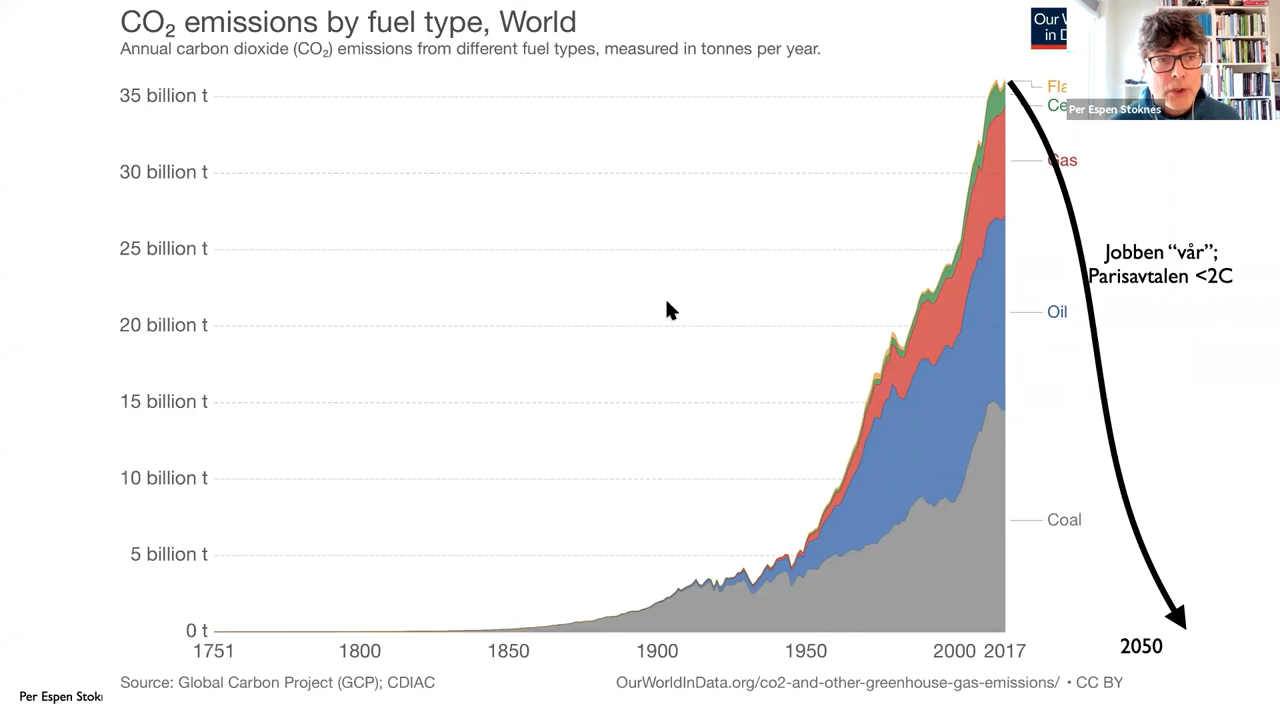 CO₂ emissions by fuel type, World
Annual carbon dioxide (CO₂) emissions from different fuel types, measured in tonnes per year.
Our
in
Per Espen Stoknes
35 billion t
30 billion t
25 billion t
20 billion t
15 billion t
10 billion t
5 billion t
0 t
Gas
Oil
Coal
Jobben “vår”;
Parisavtalen <2C
1751
1800
1850
1900
1950
2000
2017
2050
Source: Global Carbon Project (GCP); CDIAC
OurWorldInData.org/co2-and-other-greenhouse-gas-emissions/ • CC BY
Per Espen